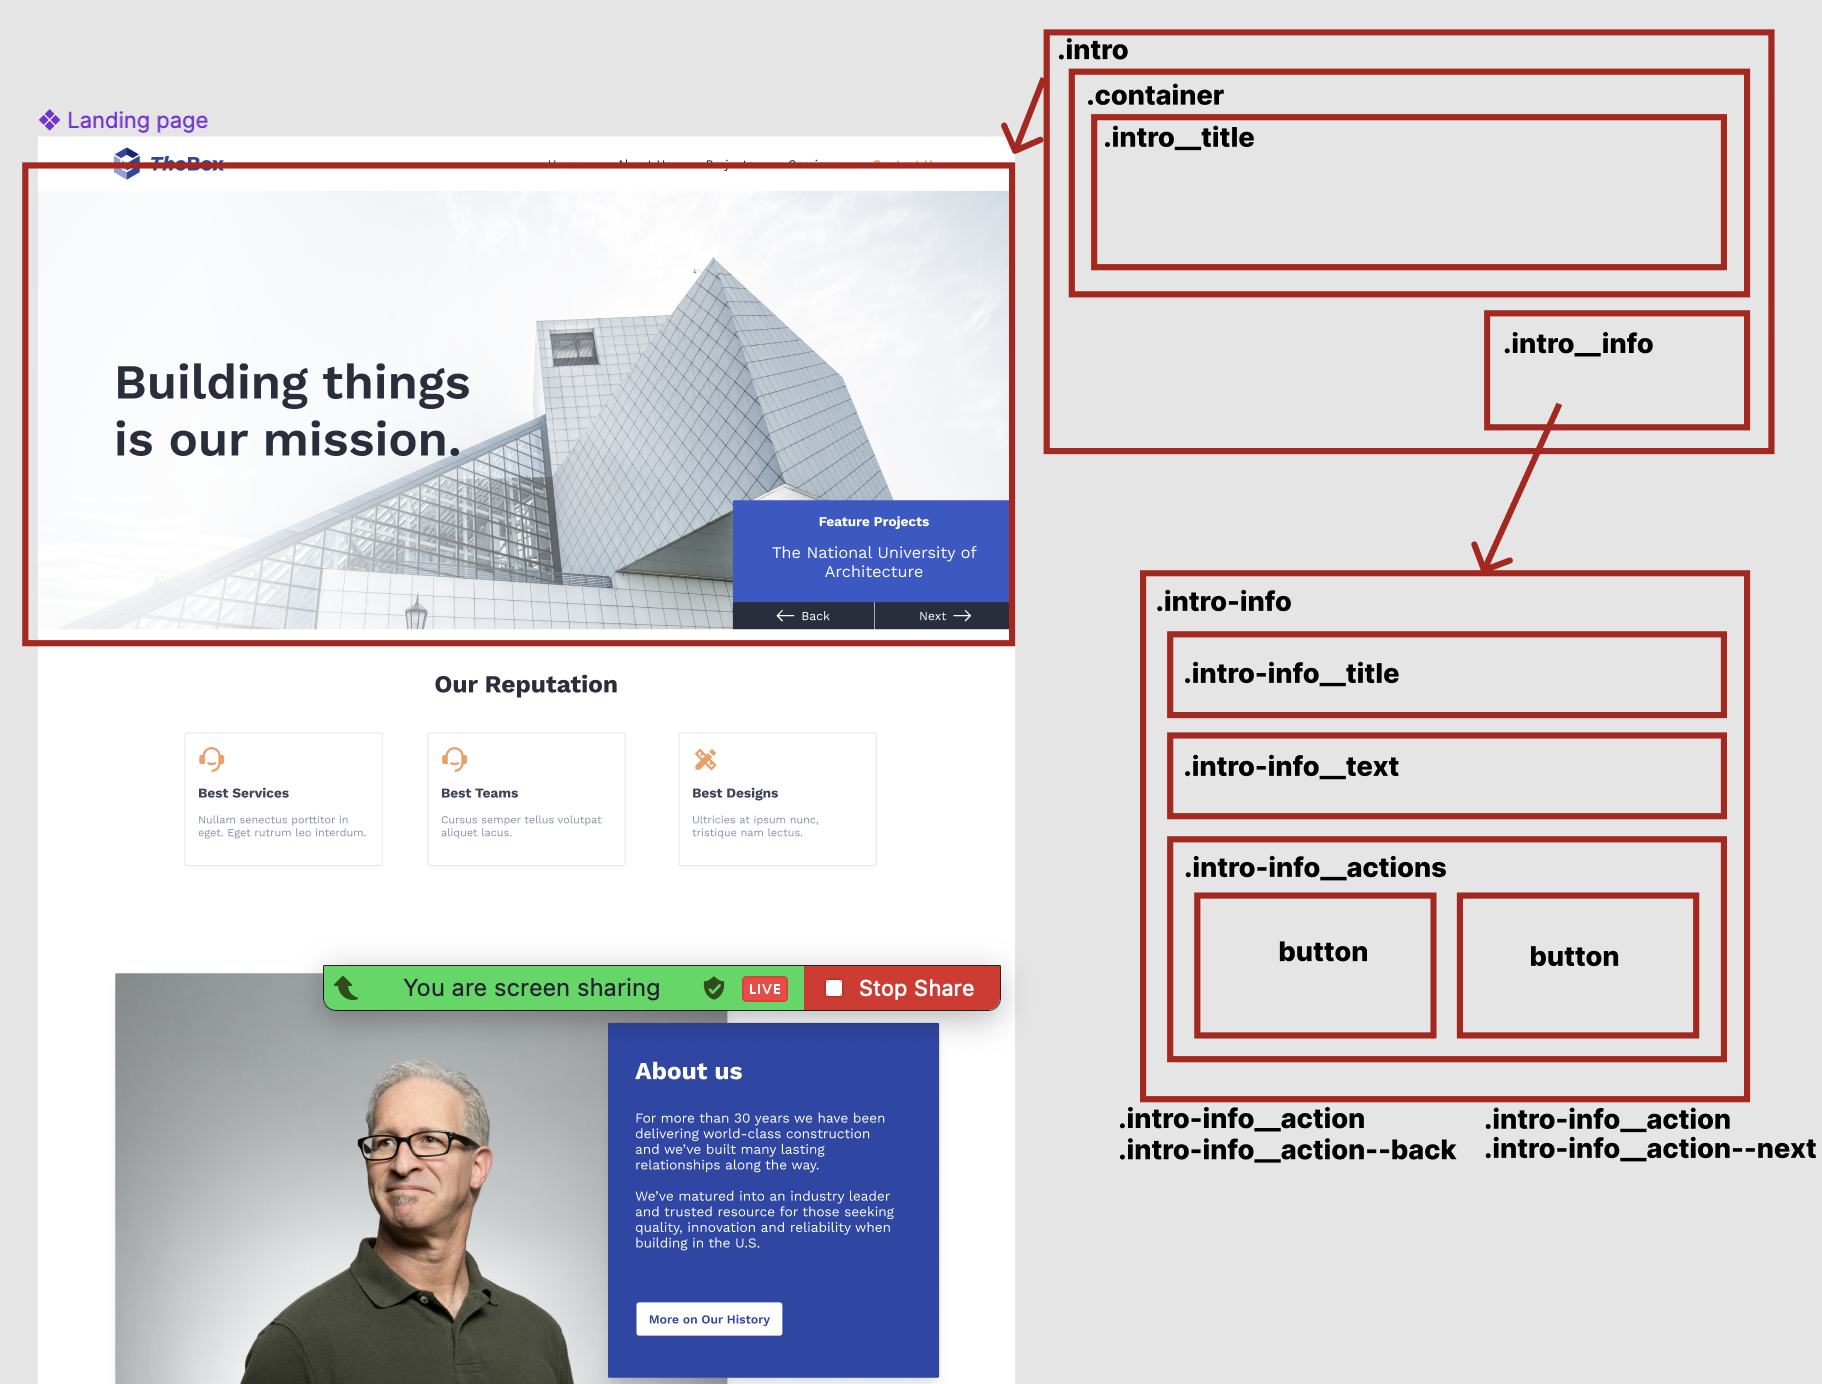 Landing page
TheBox
Building things
is our mission.
Feature Projects
The National University of
Architecture
Back
Next
Our Reputation
Best Services
Nullam senectus porttitor in
eget. Eget rutrum leo interdum.
Best Teams
Cursus semper tellus volutpat
aliquet lacus.
Best Designs
Ultricies at ipsum nunc,
tristique nam lectus.
You are screen sharing
LIVE
Stop Share
About us
For more than 30 years we have been
delivering world-class construction
and we've built many lasting
relationships along the way.
We've matured into an industry leader
and trusted resource for those seeking
quality, innovation and reliability when
building in the U.S.
More on Our History
.intro
.container
.intro__title
.intro__info
.intro-info
.intro-info__title
.intro-info__text
.intro-info__actions
button
button
.intro-info__action
.intro-info__action--back
.intro-info__action
.intro-info__action--next